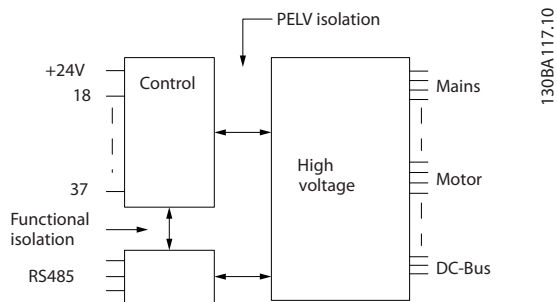 PELV isolation
130BA117.10
+24V
Control
18
Mains
High
voltage
37
Motor
Functional
isolation
RS485
DC-Bus